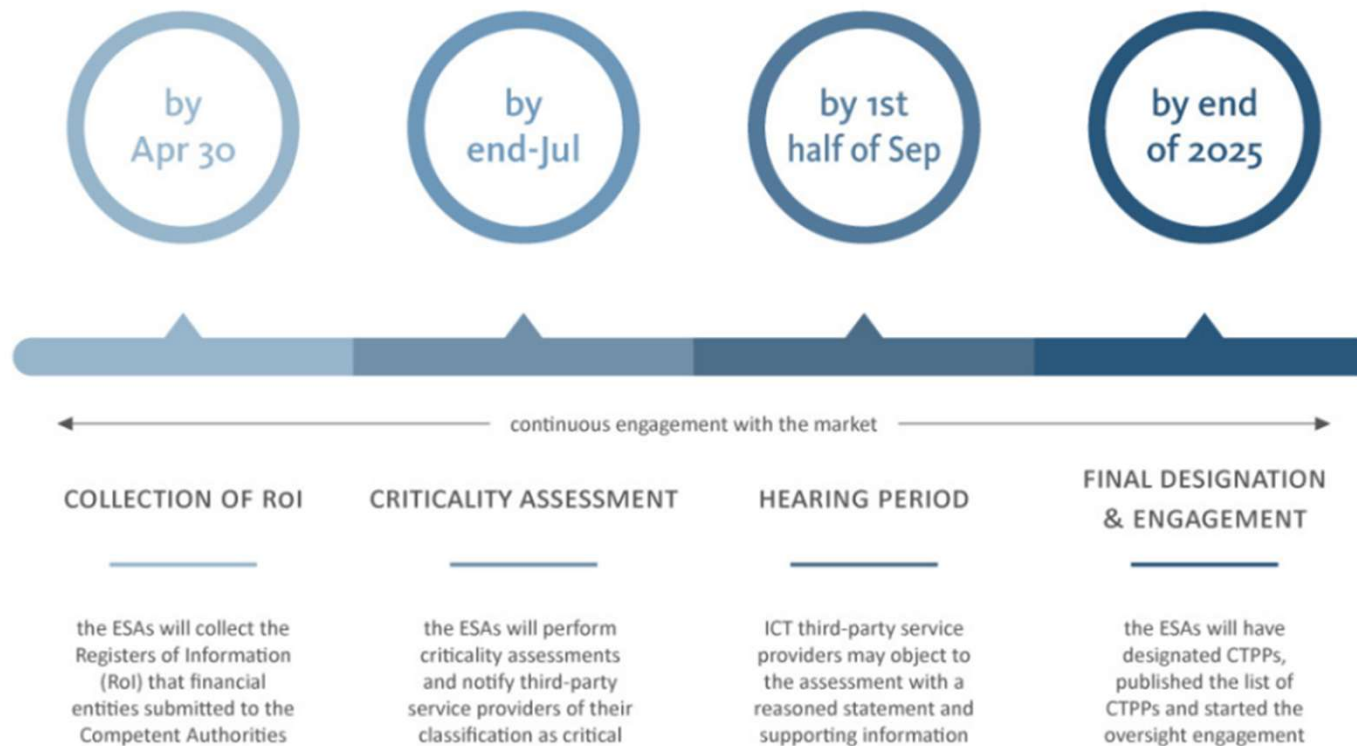 by
Apr 30
by
end-Jul
by 1st
half of Sep
by end
of 2025
continuous engagement with the market
COLLECTION OF RoI
CRITICALITY ASSESSMENT
HEARING PERIOD
FINAL DESIGNATION
& ENGAGEMENT
the ESAs will collect the
Registers of Information
(RoI) that financial
entities submitted to the
Competent Authorities
the ESAs will perform
criticality assessments
and notify third-party
service providers of their
classification as critical
ICT third-party service
providers may object to
the assessment with a
reasoned statement and
supporting information
the ESAs will have
designated CTPPs,
published the list of
CTPPs and started the
oversight engagement